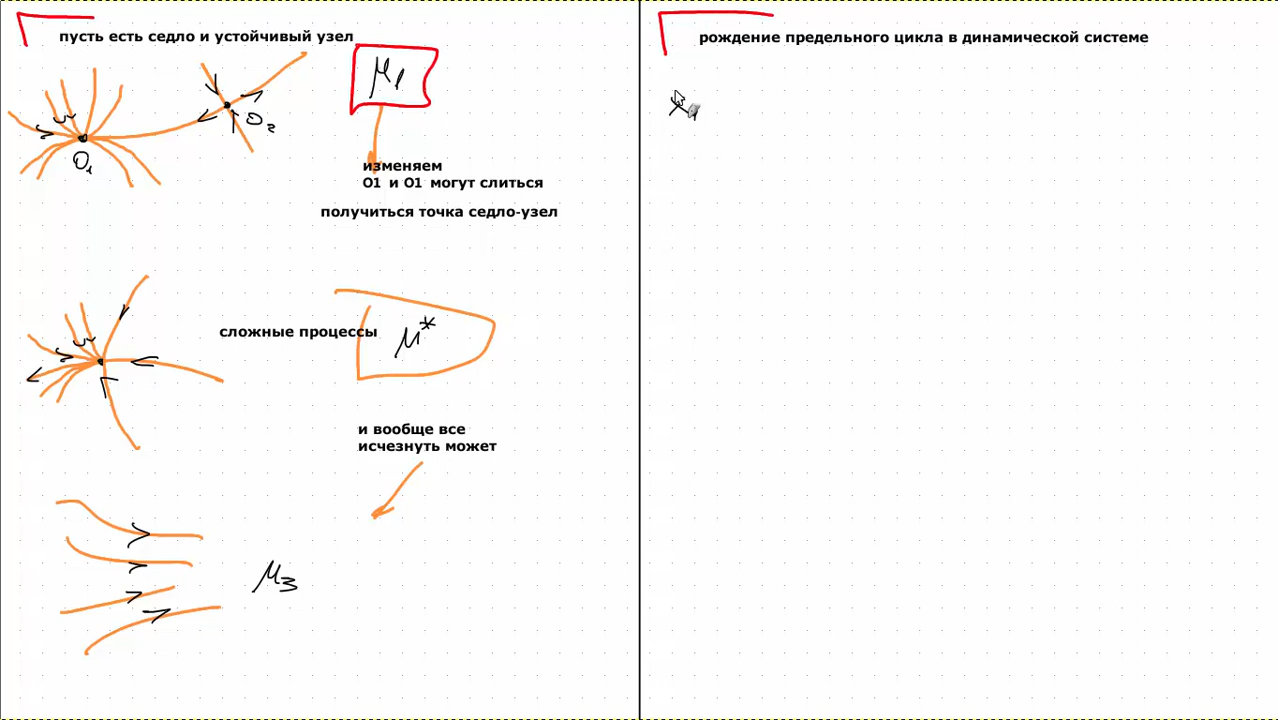 пусть есть седло и устойчивый узел
μ1
O1
O2
изменяем
O1 и O1 могут слиться
получиться точка седло-узел
сложные процессы
μ*
и вообще все
исчезнуть может
μ3
рождение предельного цикла в динамической системе